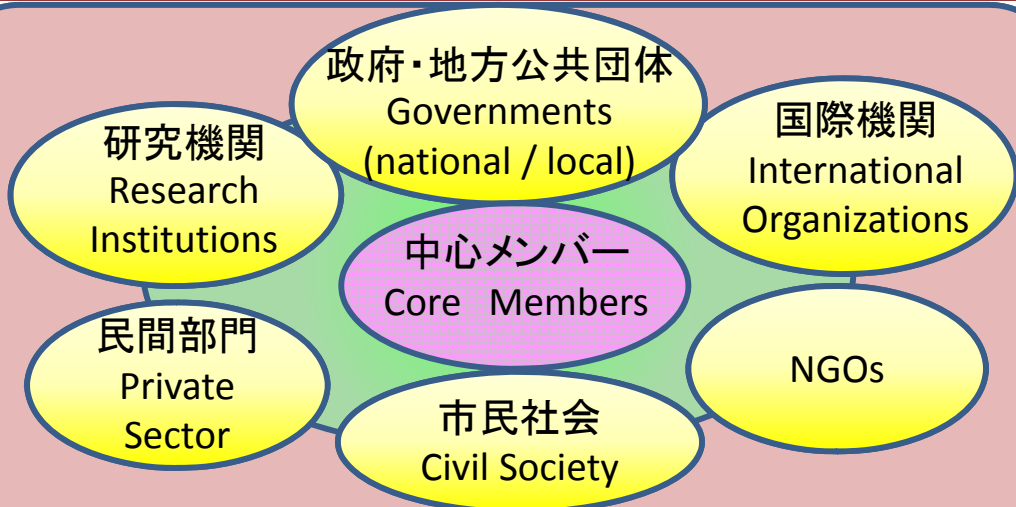 政府・地方公共団体
Governments
(national / local)
研究機関
Research
Institutions
国際機関
International
Organizations
中心メンバー
Core Members
民間部門
Private
Sector
NGOs
市民社会
Civil Society